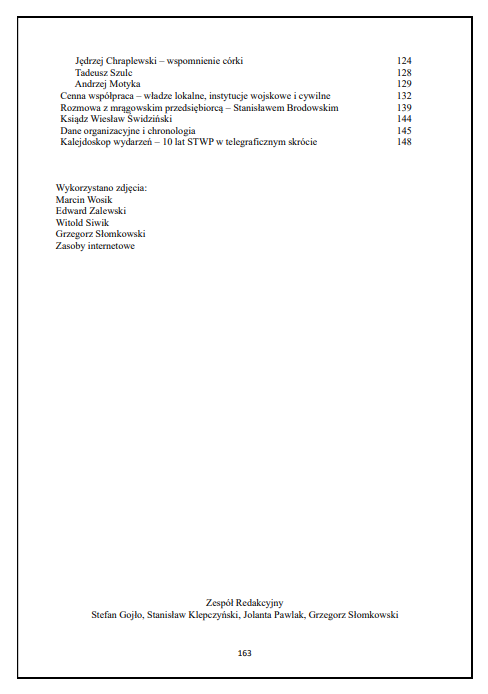 Jędrzej Chraplewski – wspomnienie córki 124
Tadeusz Szulc 128
Andrzej Motyka 129
Cenna współpraca – władze lokalne, instytucje wojskowe i cywilne 132
Rozmowa z mrągowskim przedsiębiorcą – Stanisławem Brodowskim 139
Ksiądz Wiesław Świdziński 144
Dane organizacyjne i chronologia 145
Kalejdoskop wydarzeń – 10 lat STWP w telegraficznym skrócie 148
Wykorzystano zdjęcia:
Marcin Wosik
Edward Zalewski
Witold Siwik
Grzegorz Słomkowski
Zasoby internetowe
Zespół Redakcyjny
Stefan Gojło, Stanisław Klepczyński, Jolanta Pawlak, Grzegorz Słomkowski
163